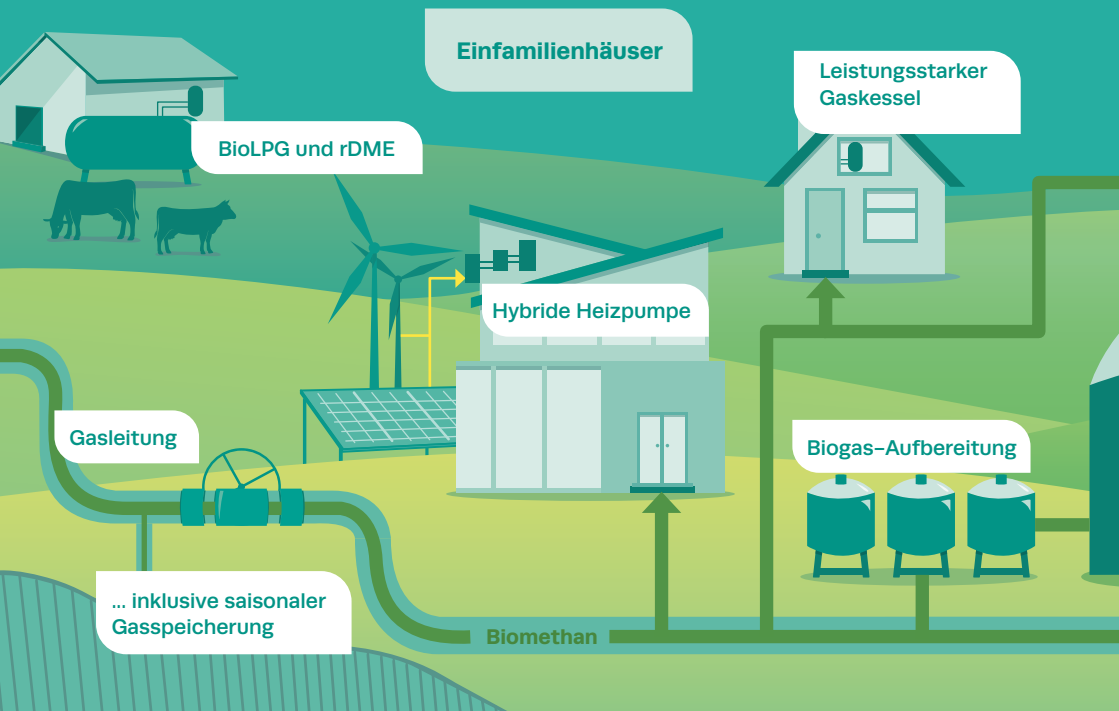 Einfamilienhäuser
Leistungsstarker
Gaskessel
BioLPG und rDME
Hybride Heizpumpe
Gasleitung
Biogas-Aufbereitung
... inklusive saisonaler
Gasspeicherung
Biomethan